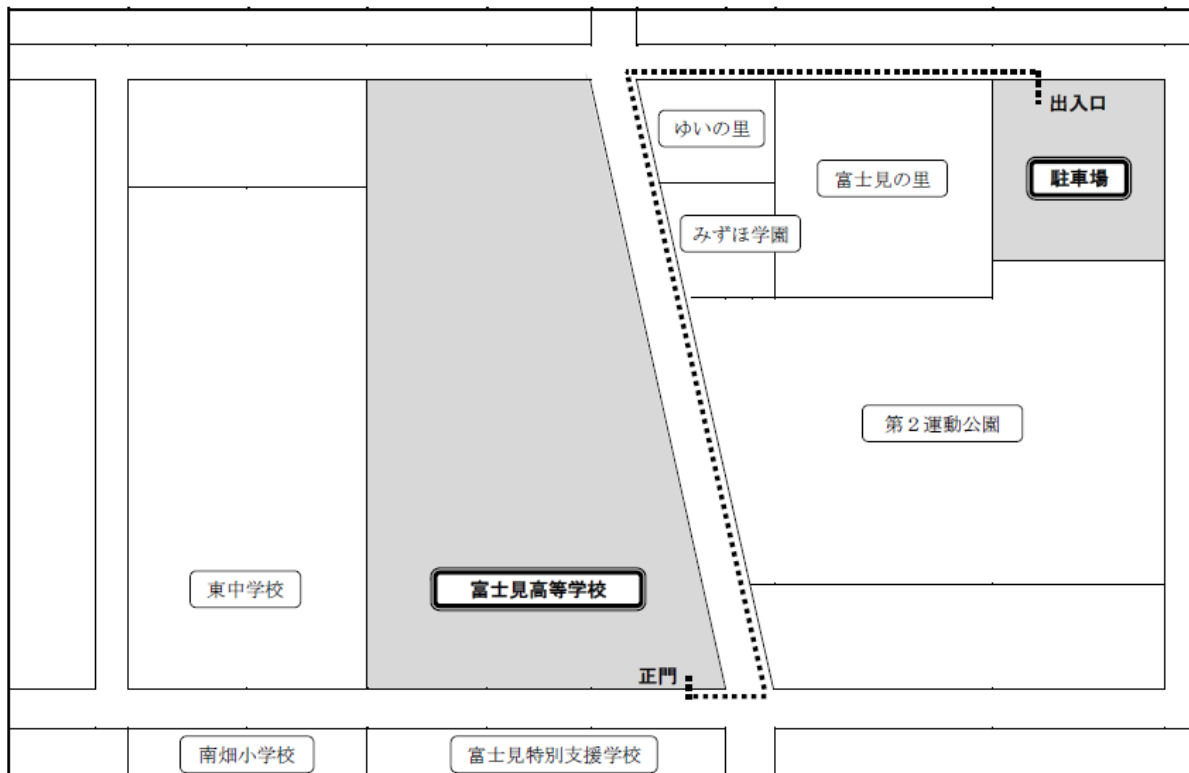 出入口
ゆいの里
富士見の里
駐車場
みずほ学園
第２運動公園
東中学校
富士見高等学校
正門
南畑小学校
富士見特別支援学校